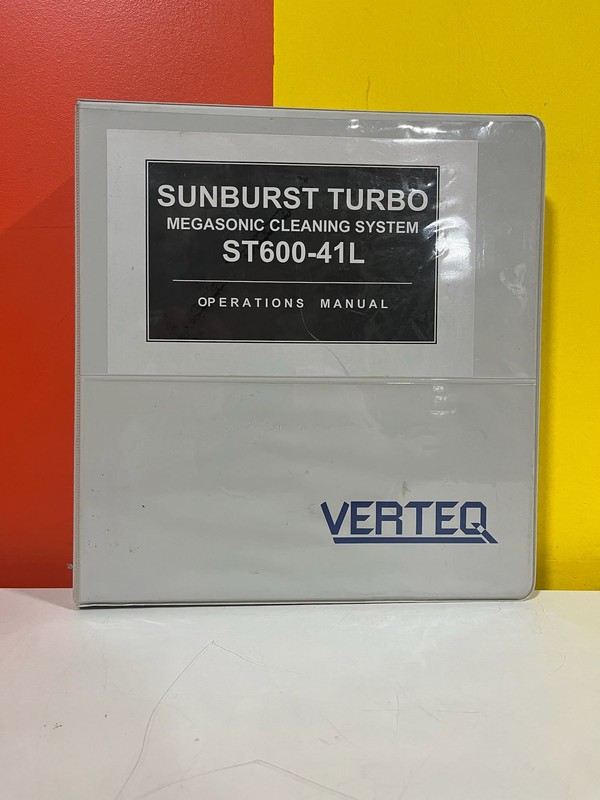 SUNBURST TURBO
MEGASONIC CLEANING SYSTEM
ST600-41L
OPERATIONS MANUAL
VERTEQ